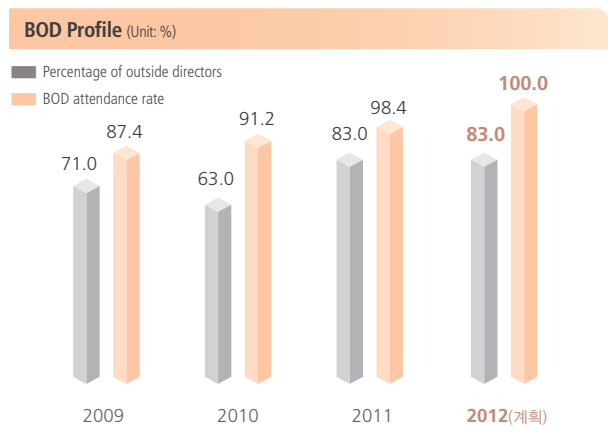 BOD Profile (Unit: %)
Percentage of outside directors
BOD attendance rate
71.0
87.4
63.0
91.2
83.0
98.4
83.0
100.0
2009
2010
2011
2012(계획)